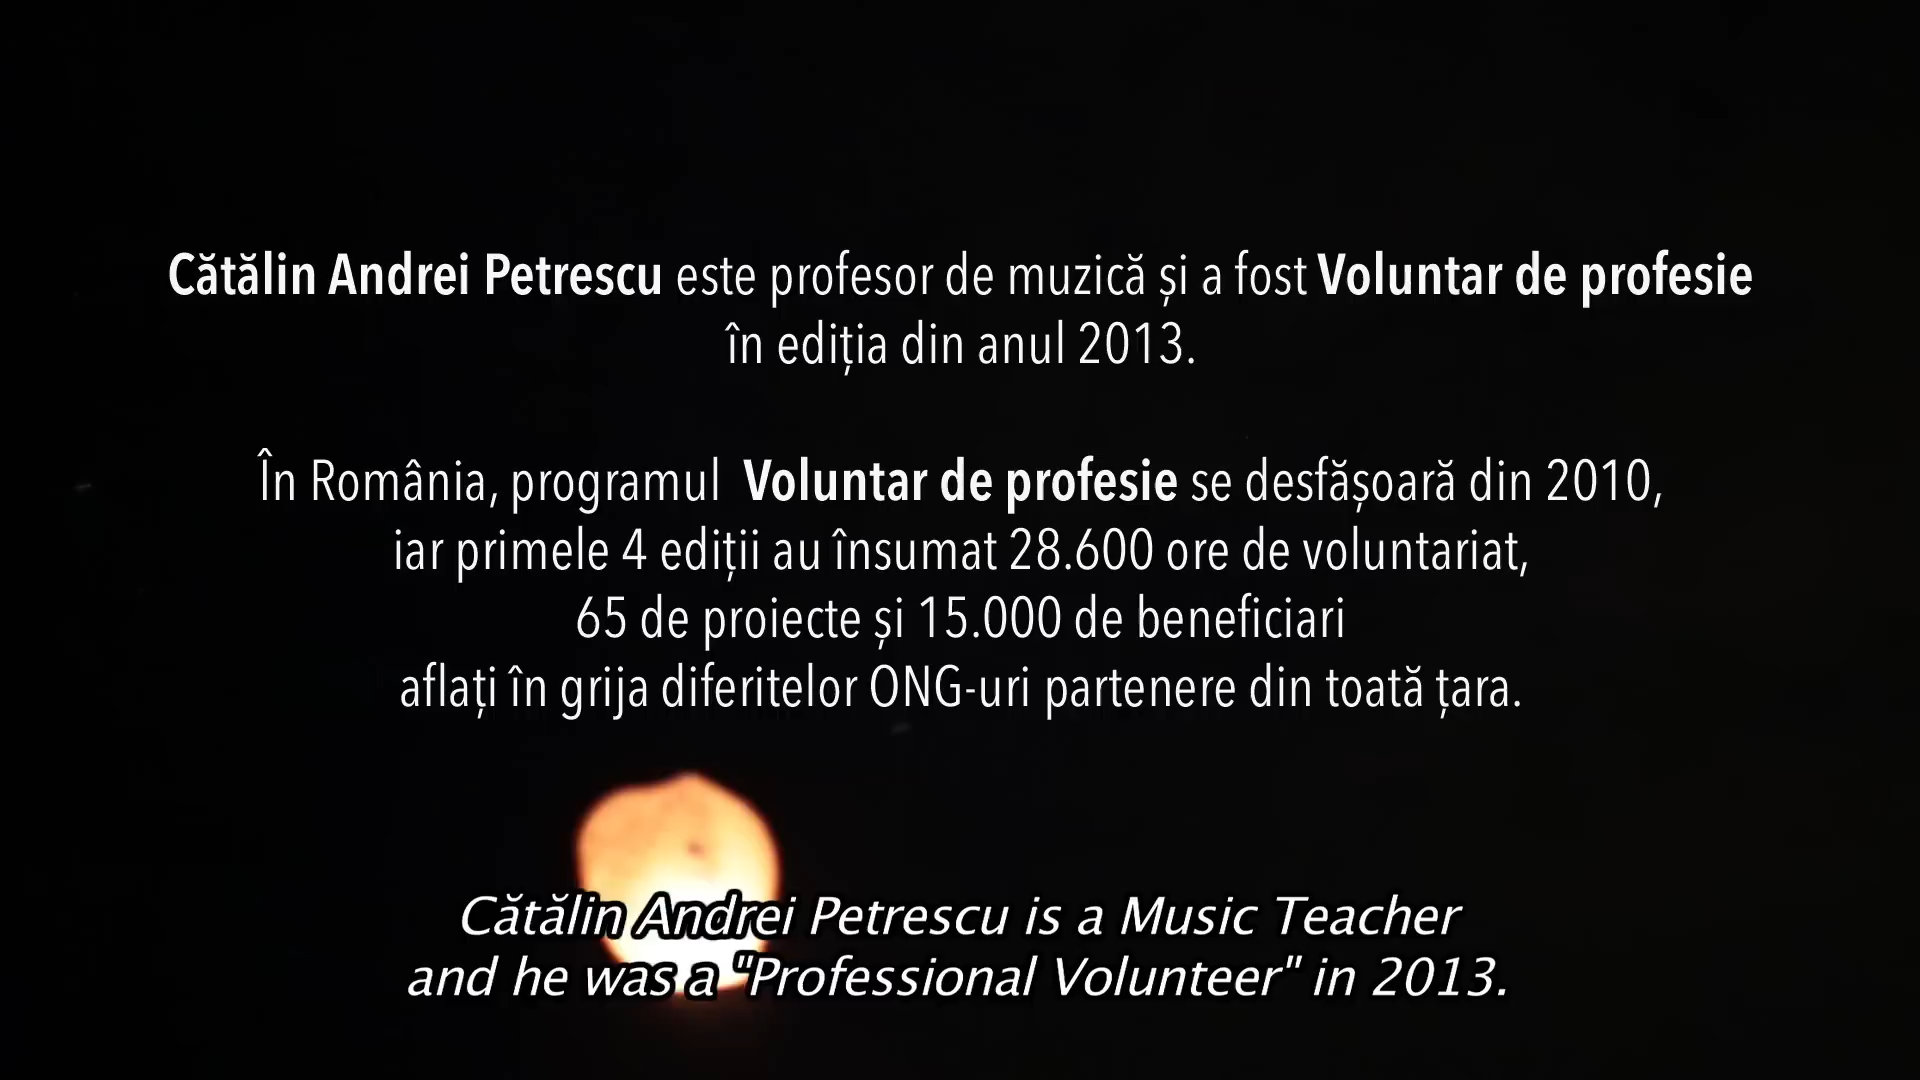 Cătălin Andrei Petrescu este profesor de muzică și a fost Voluntar de profesie
în ediția din anul 2013.
În România, programul Voluntar de profesie se desfășoară din 2010,
iar primele 4 ediții au însumat 28.600 ore de voluntariat,
65 de proiecte și 15.000 de beneficiari
aflați în grija diferitelor ONG-uri partenere din toată țara.
Cătălin Andrei Petrescu is a Music Teacher
and he was a "Professional Volunteer" in 2013.